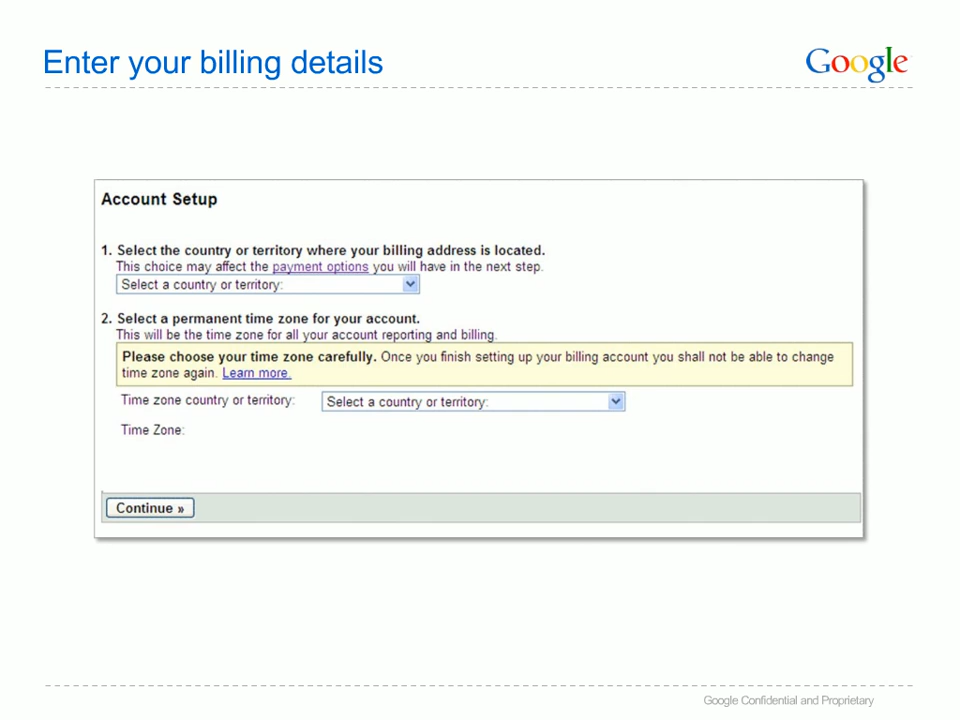 Enter your billing details
Google
Account Setup
1. Select the country or territory where your billing address is located.
This choice may affect the payment options you will have in the next step.
Select a country or territory:
2. Select a permanent time zone for your account.
This will be the time zone for all your account reporting and billing.
Please choose your time zone carefully. Once you finish setting up your billing account you shall not be able to change
time zone again. Learn more.
Time zone country or territory: Select a country or territory:
Time Zone:
Continue »
Google Confidential and Proprietary